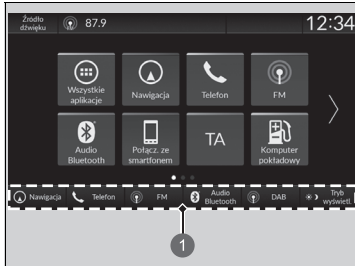 Źródło
dźwięku
87.9
12:34
Wszystkie
aplikacje
Nawigacja
Telefon
FM
Audio
Bluetooth
Połącz. ze
smartfonem
TA
Komputer
pokładowy
Nawigacja
Telefon
FM
Audio
Bluetooth
DAB
Tryb
wyświetl.
1